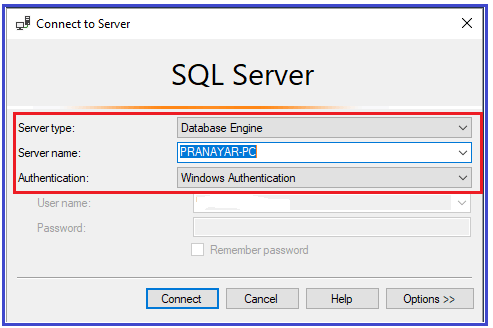 Connect to Server
SQL Server
Server type: Database Engine
Server name: PRANAYAR-PC
Authentication: Windows Authentication
User name:
Password:
Remember password
Connect Cancel Help Options >>